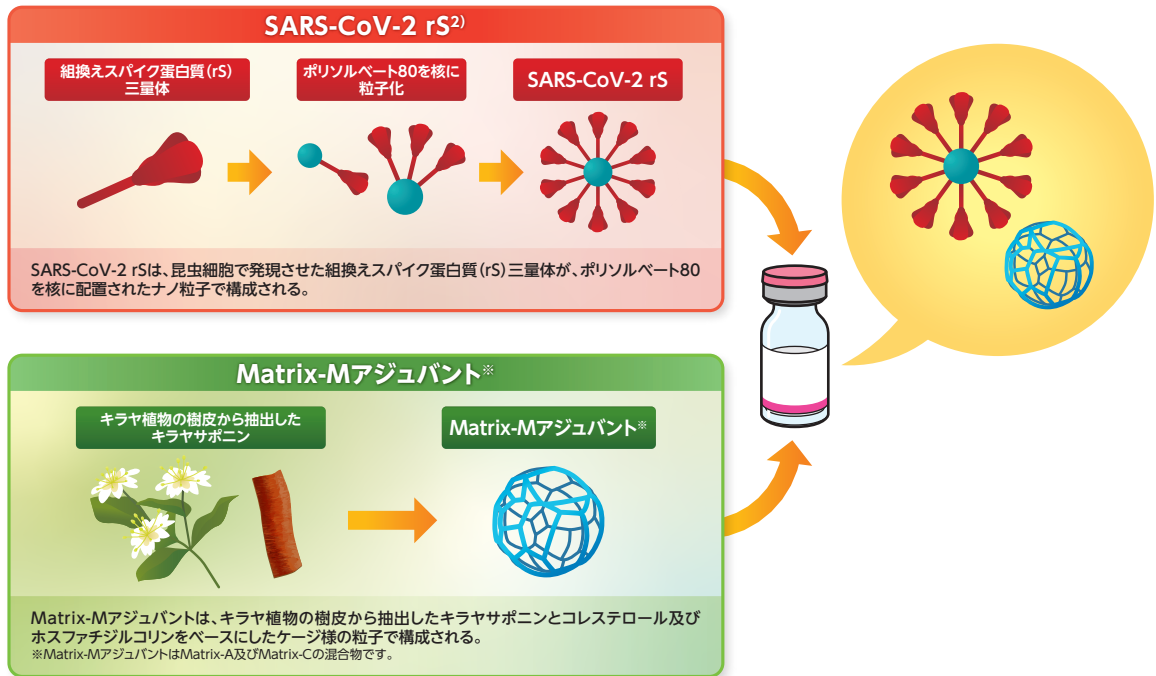 SARS-CoV-2 rS2)
組換えスパイク蛋白質(rS)
三量体
ポリソルベート80を核に
粒子化
SARS-CoV-2 rS
SARS-CoV-2 rSは、昆虫細胞で発現させた組換えスパイク蛋白質(rS)三量体が、ポリソルベート80
を核に配置されたナノ粒子で構成される。
Matrix-Mアジュバント※
キラヤ植物の樹皮から抽出した
キラヤサポニン
Matrix-Mアジュバント※
Matrix-Mアジュバントは、キラヤ植物の樹皮から抽出したキラヤサポニンとコレステロール及び
ホスファチジルコリンをベースにしたケージ様の粒子で構成される。
※Matrix-MアジュバントはMatrix-A及びMatrix-Cの混合物です。